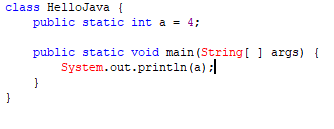 class HelloJava {
    public static int a = 4;

    public static void main(String[ ] args) {
        System.out.println(a);
    }
}